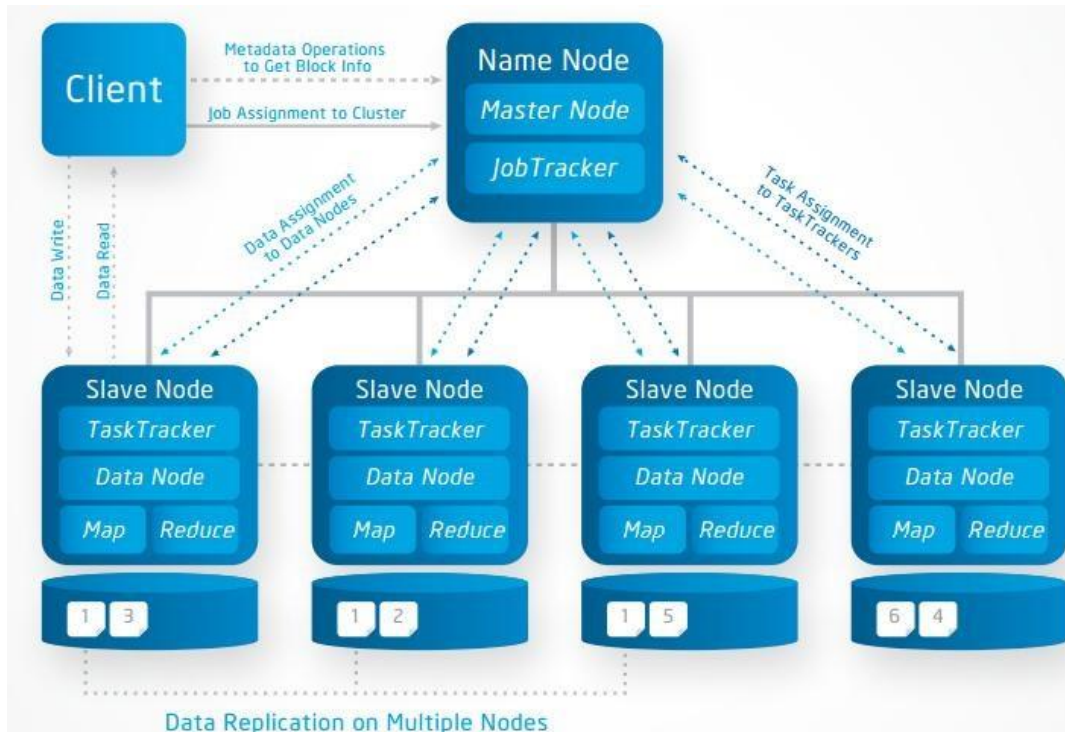 Client
Metadata Operations
to Get Block Info
Job Assignment to Cluster
Name Node
Master Node
JobTracker
Data Write
Data Read
Data Assignment
to Data Nodes
Task Assignment
to TaskTrackers
Slave Node
TaskTracker
Data Node
Map Reduce
1 3
Slave Node
TaskTracker
Data Node
Map Reduce
1 2
Slave Node
TaskTracker
Data Node
Map Reduce
1 5
Slave Node
TaskTracker
Data Node
Map Reduce
6 4
Data Replication on Multiple Nodes